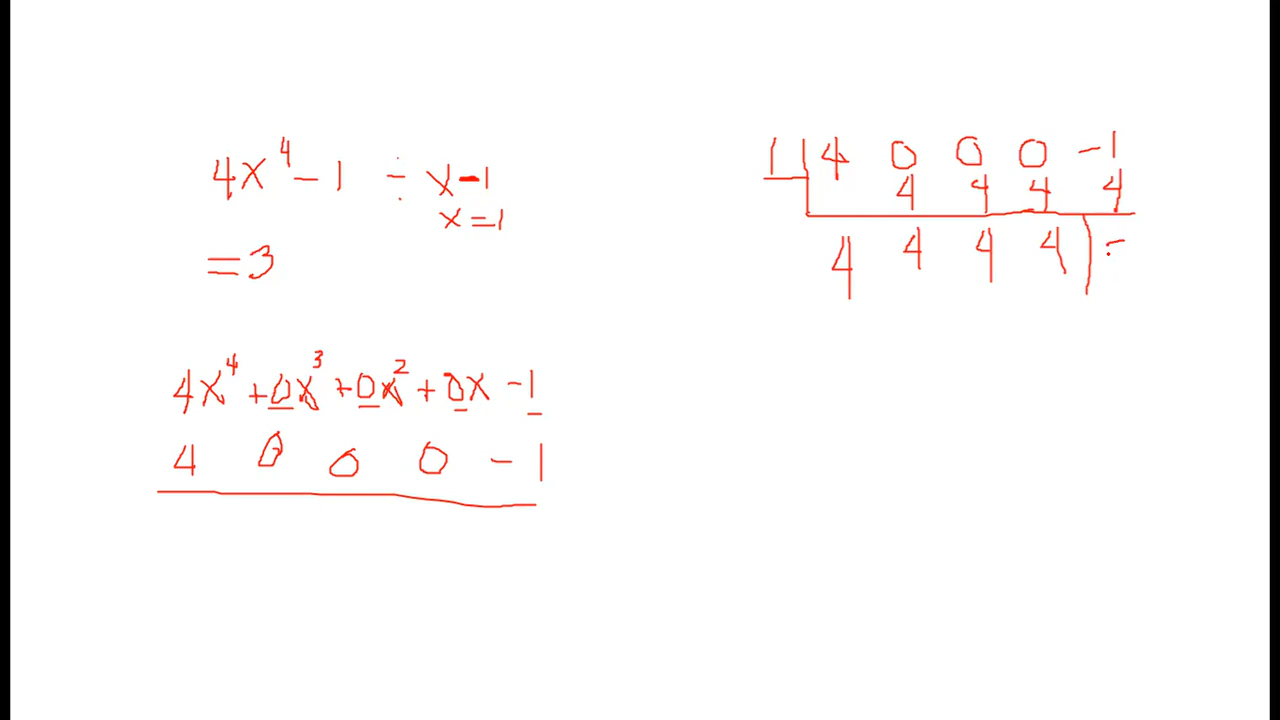 4x⁴ - 1 ÷ x - 1
x = 1
= 3
4x⁴ + 0x³ + 0x² + 0x - 1
4 0 0 0 - 1
1 4 0 0 0 - 1
4 4 4 4
4 4 4 4